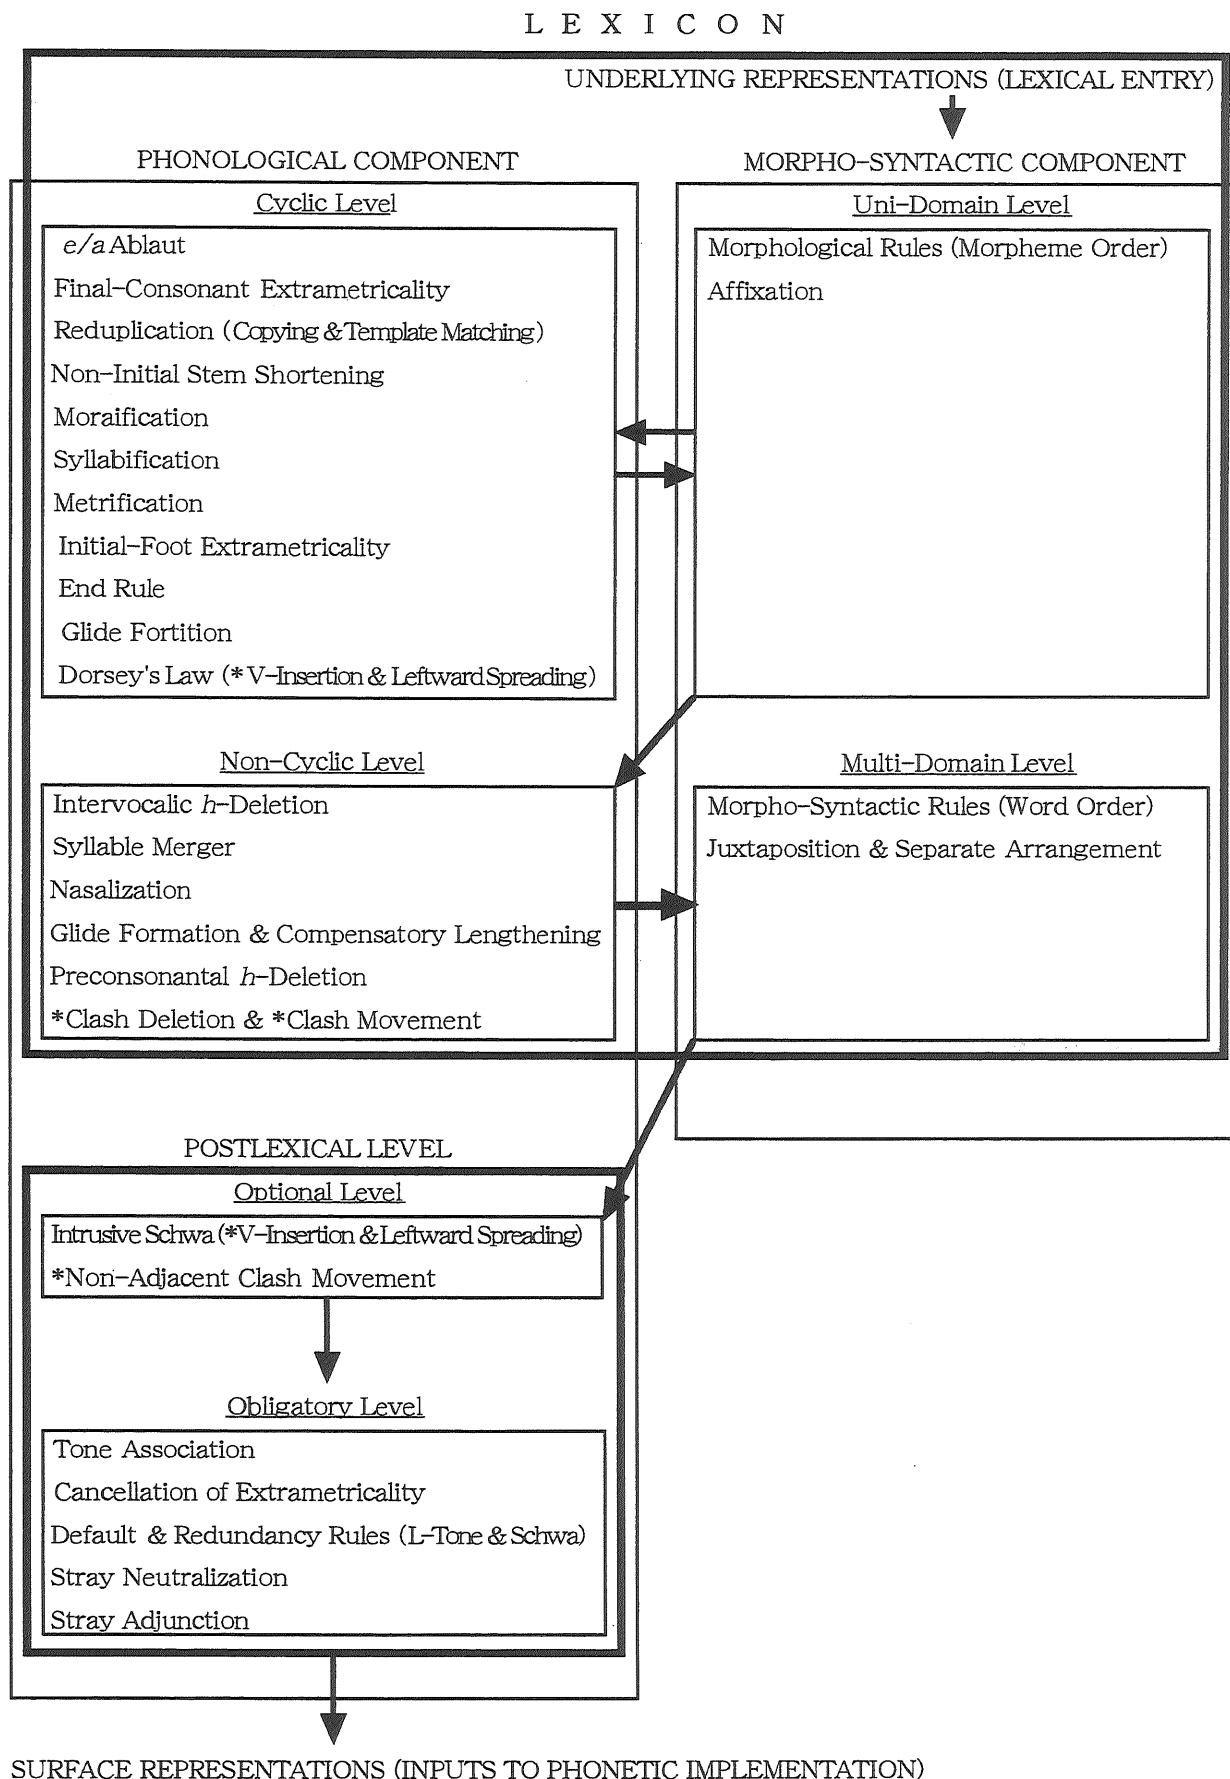 L E X I C O N
UNDERLYING REPRESENTATIONS (LEXICAL ENTRY)
PHONOLOGICAL COMPONENT
Cyclic Level
e/a Ablaut
Final-Consonant Extrametricality
Reduplication (Copying & Template Matching)
Non-Initial Stem Shortening
Moraification
Syllabification
Metrification
Initial-Foot Extrametricality
End Rule
Glide Fortition
Dorsey's Law (*V-Insertion & Leftward Spreading)
MORPHO-SYNTACTIC COMPONENT
Uni-Domain Level
Morphological Rules (Morpheme Order)
Affixation
Non-Cyclic Level
Intervocalic h-Deletion
Syllable Merger
Nasalization
Glide Formation & Compensatory Lengthening
Preconsonantal h-Deletion
*Clash Deletion & *Clash Movement
Multi-Domain Level
Morpho-Syntactic Rules (Word Order)
Juxtaposition & Separate Arrangement
POSTLEXICAL LEVEL
Optional Level
Intrusive Schwa (*V-Insertion & Leftward Spreading)
*Non-Adjacent Clash Movement
Obligatory Level
Tone Association
Cancellation of Extrametricality
Default & Redundancy Rules (L-Tone & Schwa)
Stray Neutralization
Stray Adjunction
SURFACE REPRESENTATIONS (INPUTS TO PHONETIC IMPLEMENTATION)